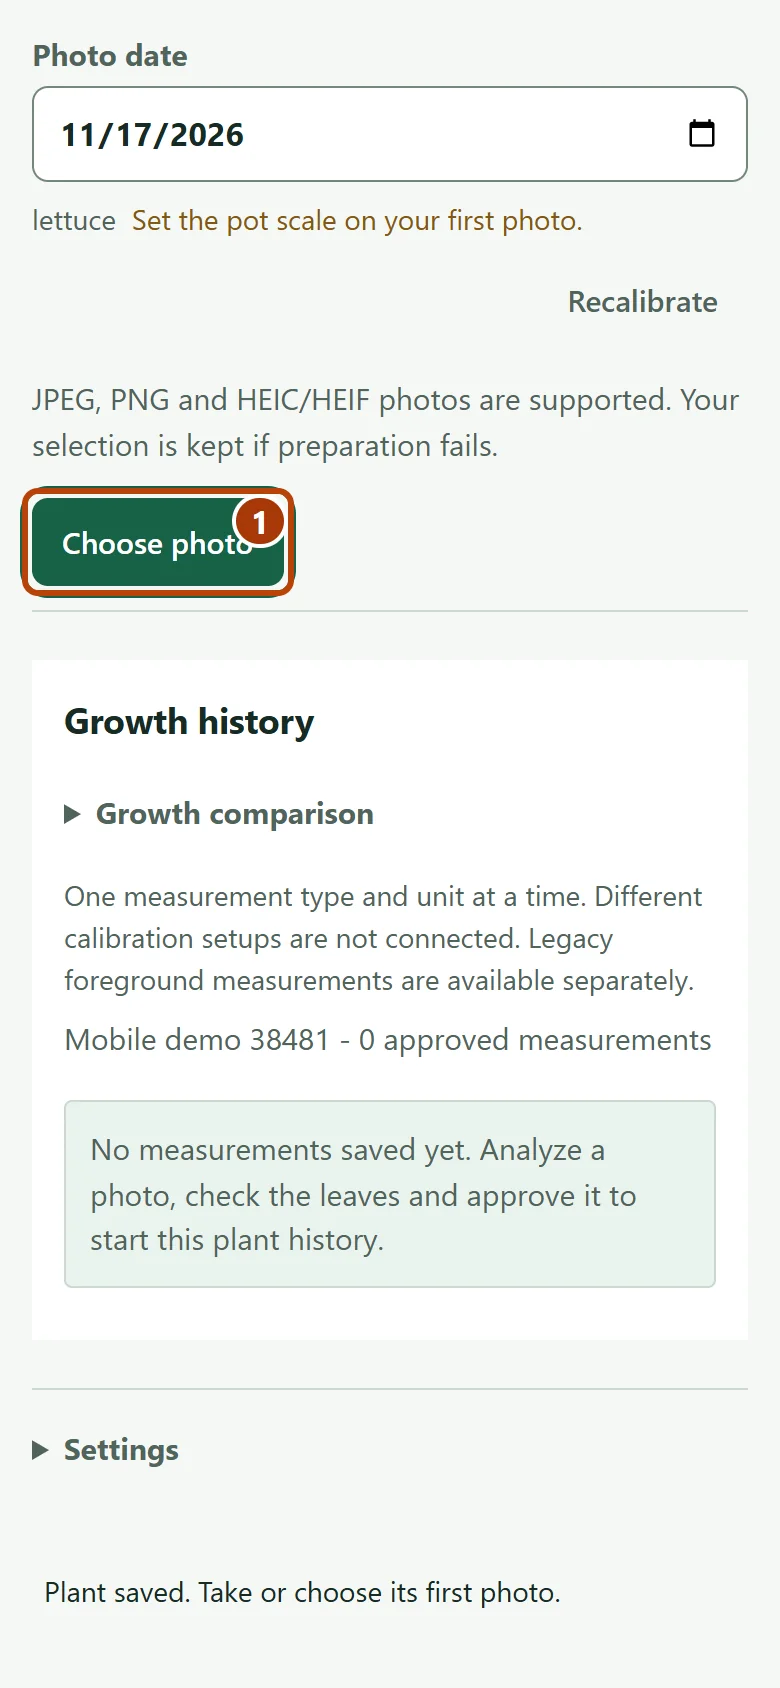 Photo date
11/17/2026
lettuce Set the pot scale on your first photo.
Recalibrate
JPEG, PNG and HEIC/HEIF photos are supported. Your
selection is kept if preparation fails.
Choose photo
1
Growth history
Growth comparison
One measurement type and unit at a time. Different
calibration setups are not connected. Legacy
foreground measurements are available separately.
Mobile demo 38481 - 0 approved measurements
No measurements saved yet. Analyze a
photo, check the leaves and approve it to
start this plant history.
Settings
Plant saved. Take or choose its first photo.